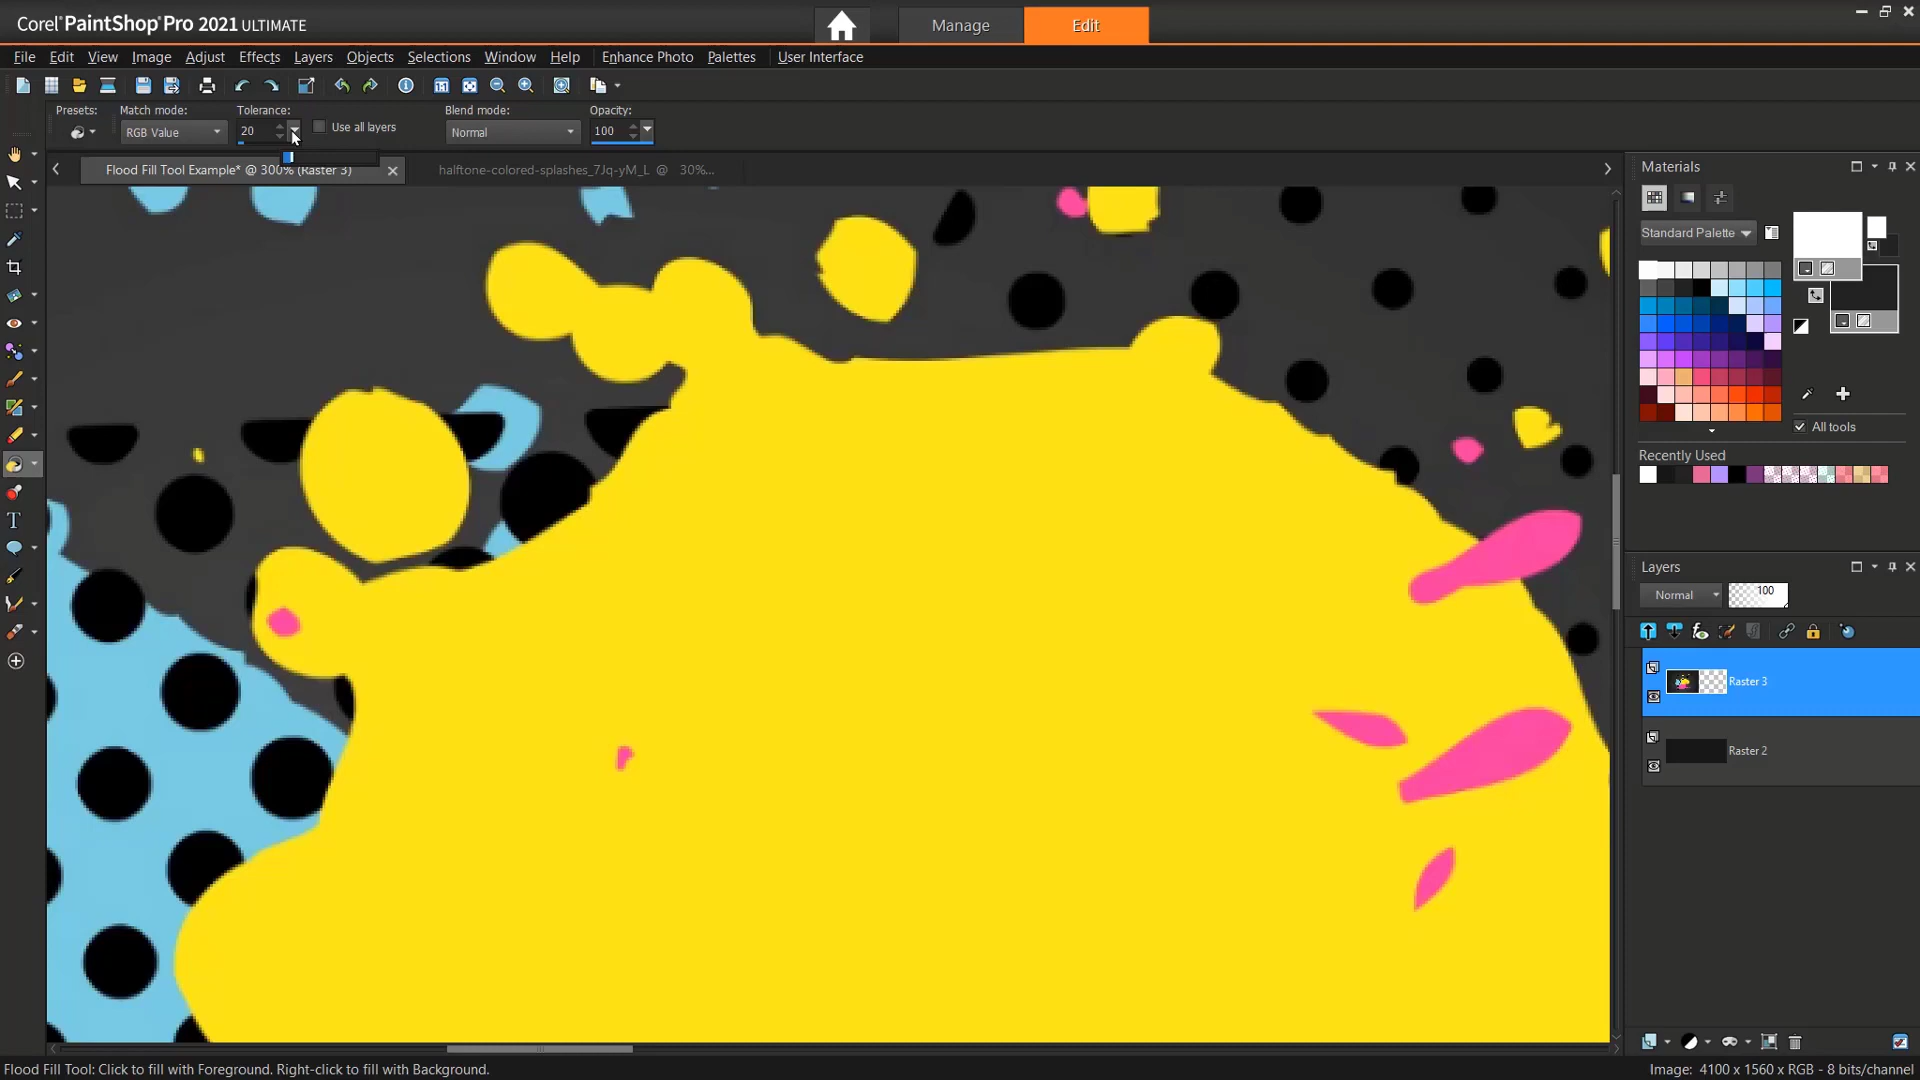 Corel PaintShop Pro 2021 ULTIMATE
Manage
Edit
File Edit View Image Adjust Effects Layers Objects Selections Window Help Enhance Photo Palettes User Interface
Presets: Match mode: Tolerance: Blend mode: Opacity:
RGB Value 20 Use all layers Normal 100
Flood Fill Tool Example* @ 300% (Raster 3)
halftone-colored-splashes_7Jq-yM_L @ 30%...
Materials
Standard Palette
All tools
Recently Used
T
Layers
Normal 100
Raster 3
Raster 2
Flood Fill Tool: Click to fill with Foreground. Right-click to fill with Background.
Image: 4100 x 1560 x RGB - 8 bits/channel